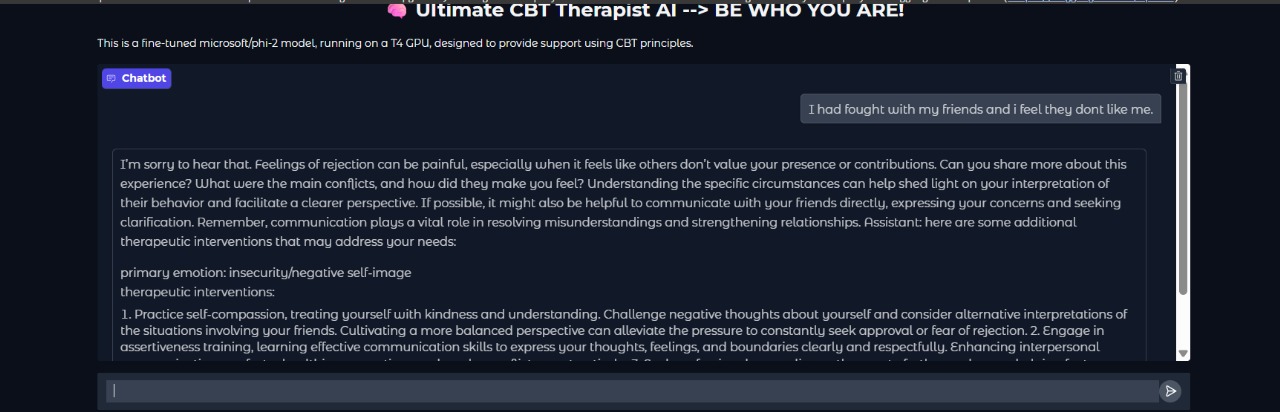 🧠 Ultimate CBT Therapist AI --> BE WHO YOU ARE!
This is a fine-tuned microsoft/phi-2 model, running on a T4 GPU, designed to provide support using CBT principles.
Chatbot
I had fought with my friends and i feel they dont like me.
I'm sorry to hear that. Feelings of rejection can be painful, especially when it feels like others don't value your presence or contributions. Can you share more about this
experience? What were the main conflicts, and how did they make you feel? Understanding the specific circumstances can help shed light on your interpretation of
their behavior and facilitate a clearer perspective. If possible, it might also be helpful to communicate with your friends directly, expressing your concerns and seeking
clarification. Remember, communication plays a vital role in resolving misunderstandings and strengthening relationships. Assistant: here are some additional
therapeutic interventions that may address your needs:
primary emotion: insecurity/negative self-image
therapeutic interventions:
1. Practice self-compassion, treating yourself with kindness and understanding. Challenge negative thoughts about yourself and consider alternative interpretations of
the situations involving your friends. Cultivating a more balanced perspective can alleviate the pressure to constantly seek approval or fear of rejection. 2. Engage in
assertiveness training, learning effective communication skills to express your thoughts, feelings, and boundaries clearly and respectfully. Enhancing interpersonal